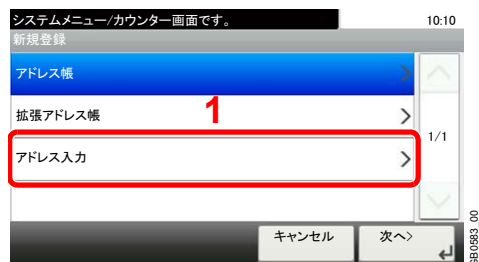 システムメニュー/カウンター画面です。
10:10
新規登録
アドレス帳
拡張アドレス帳
1
1/1
アドレス入力
キャンセル
次へ>
GB0583_00